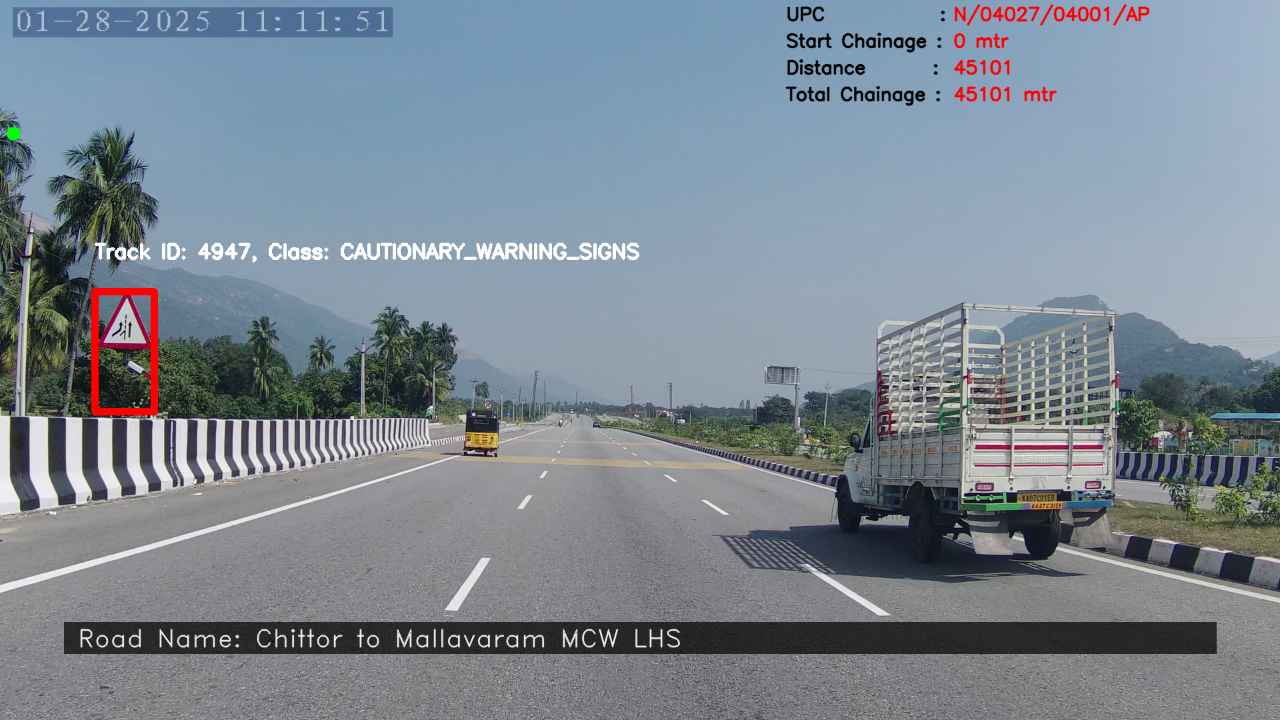 01-28-2025 11:11:51
UPC : N/04027/04001/AP
Start Chainage : 0 mtr
Distance : 45101
Total Chainage : 45101 mtr
Track ID: 4947, Class: CAUTIONARY_WARNING_SIGNS
Road Name: Chittor to Mallavaram MCW LHS